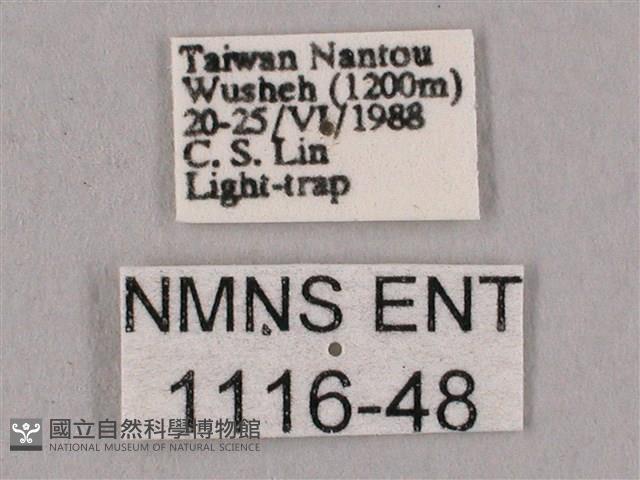 Taiwan Nantou
Wusheh (1200m)
20-25/VI/1988
C. S. Lin
Light-trap
NMNS ENT
1116-48
國立自然科學博物館
NATIONAL MUSEUM OF NATURAL SCIENCE